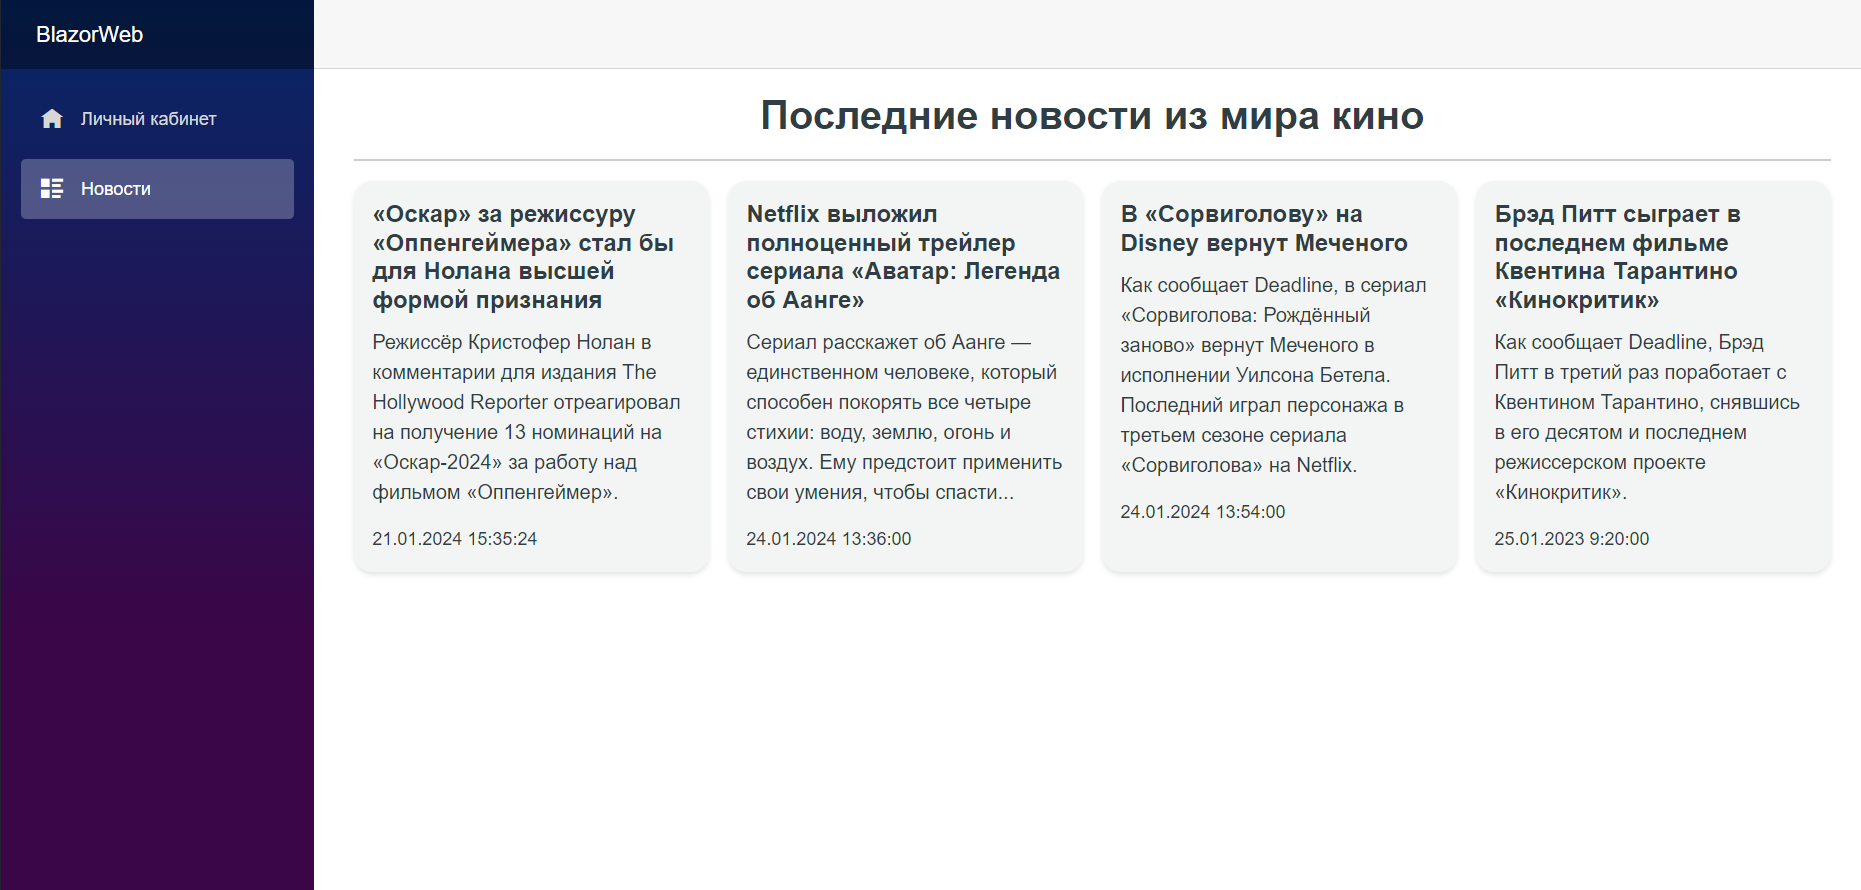 BlazorWeb
Личный кабинет
Новости
Последние новости из мира кино
«Оскар» за режиссуру
«Оппенгеймера» стал бы
для Нолана высшей
формой признания
Режиссёр Кристофер Нолан в
комментарии для издания The
Hollywood Reporter отреагировал
на получение 13 номинаций на
«Оскар-2024» за работу над
фильмом «Оппенгеймер».
21.01.2024 15:35:24
Netflix выложил
полноценный трейлер
сериала «Аватар: Легенда
об Аанге»
Сериал расскажет об Аанге —
единственном человеке, который
способен покорять все четыре
стихии: воду, землю, огонь и
воздух. Ему предстоит применить
свои умения, чтобы спасти...
24.01.2024 13:36:00
В «Сорвиголову» на
Disney вернут Меченого
Как сообщает Deadline, в сериал
«Сорвиголова: Рождённый
заново» вернут Меченого в
исполнении Уилсона Бетела.
Последний играл персонажа в
третьем сезоне сериала
«Сорвиголова» на Netflix.
24.01.2024 13:54:00
Брэд Питт сыграет в
последнем фильме
Квентина Тарантино
«Кинокритик»
Как сообщает Deadline, Брэд
Питт в третий раз поработает с
Квентином Тарантино, снявшись
в его десятом и последнем
режиссерском проекте
«Кинокритик».
25.01.2023 9:20:00